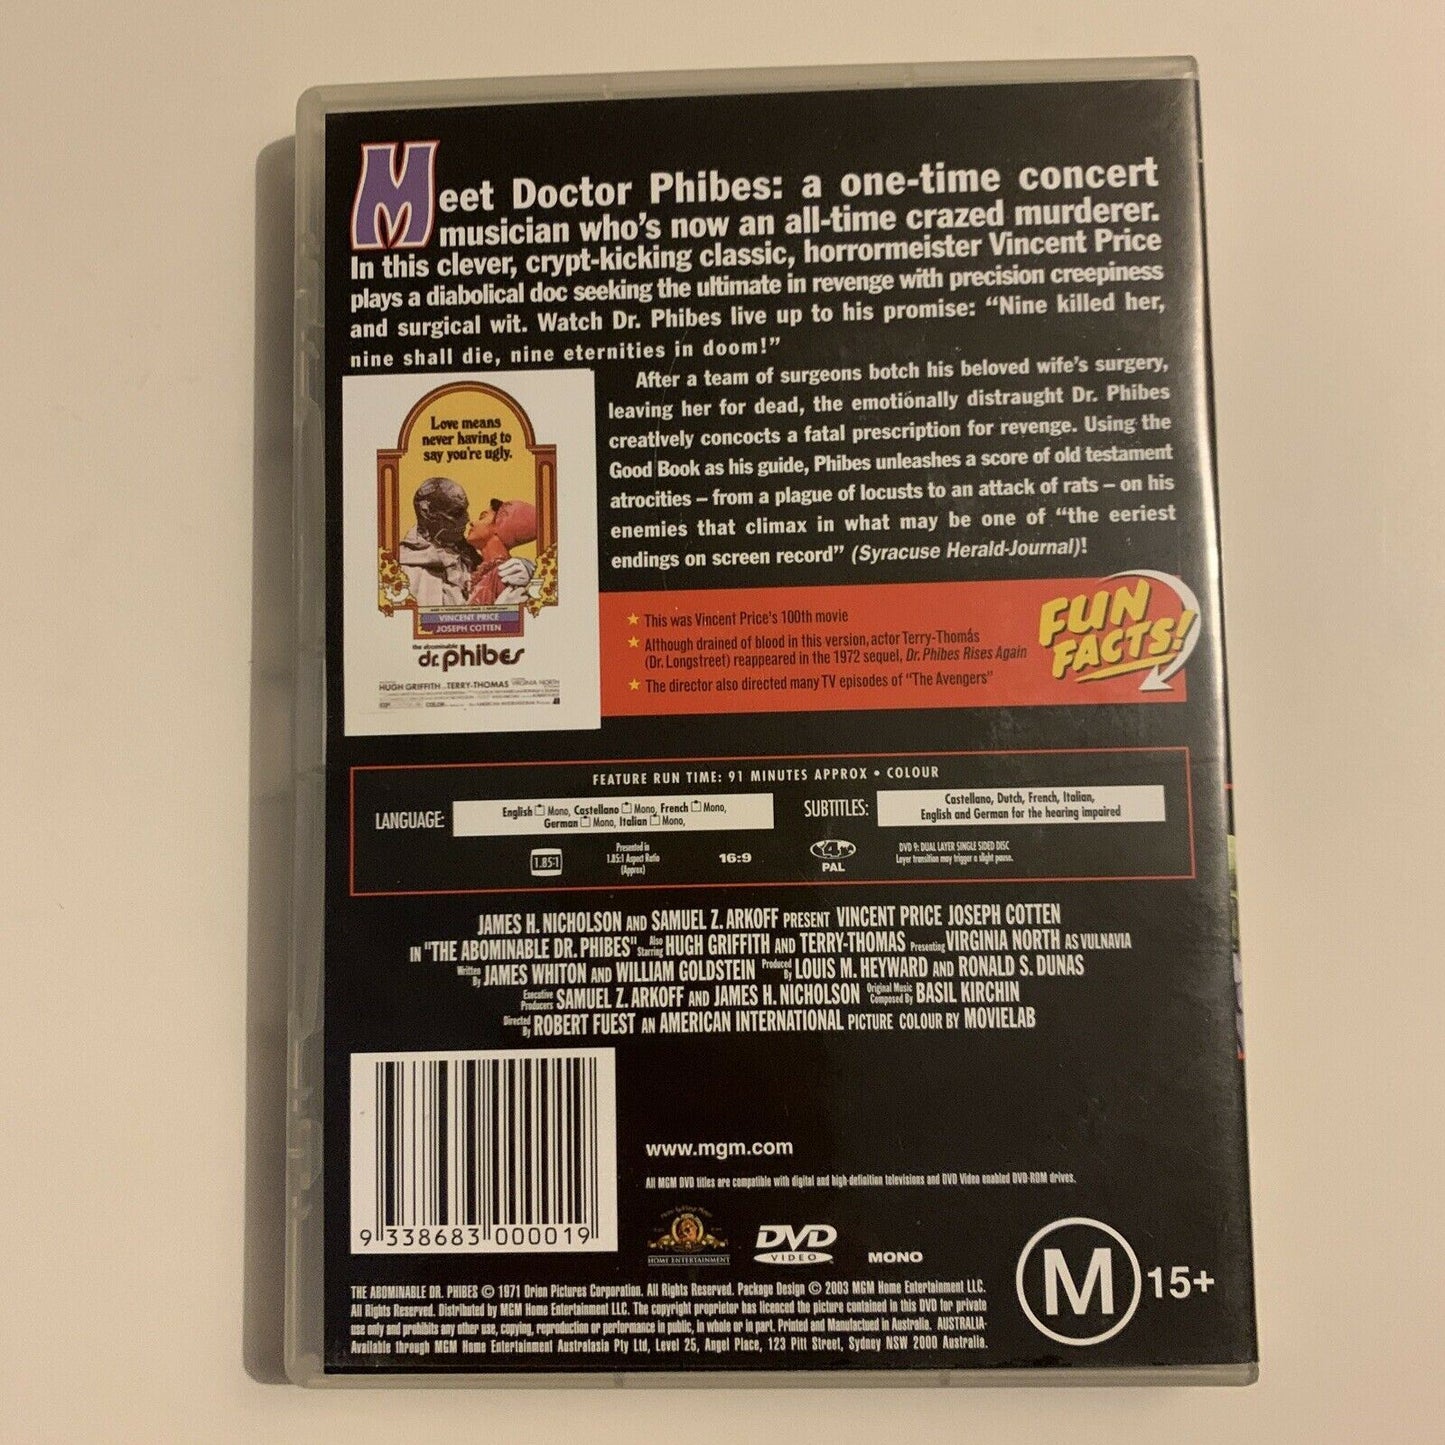 Meet Doctor Phibes: a one-time concert
musician who's now an all-time crazed murderer.
In this clever, crypt-kicking classic, horrormeister Vincent Price
plays a diabolical doc seeking the ultimate in revenge with precision creepiness
and surgical wit. Watch Dr. Phibes live up to his promise: “Nine killed her,
nine shall die, nine eternities in doom!”
After a team of surgeons botch his beloved wife's surgery,
leaving her for dead, the emotionally distraught Dr. Phibes
creatively concocts a fatal prescription for revenge. Using the
Good Book as his guide, Phibes unleashes a score of old testament
atrocities – from a plague of locusts to an attack of rats – on his
enemies that climax in what may be one of “the eeriest
endings on screen record” (Syracuse Herald-Journal)!
Love means
never having to
say you're ugly.
VINCENT PRICE
JOSEPH COTTEN
the abominable
dr. phibes
HUGH GRIFFITH TERRY-THOMAS VIRGINIA NORTH
★ This was Vincent Price's 100th movie
★ Although drained of blood in this version, actor Terry-Thomás
(Dr. Longstreet) reappeared in the 1972 sequel, Dr. Phibes Rises Again
★ The director also directed many TV episodes of "The Avengers"
FUN
FACTS!
FEATURE RUN TIME: 91 MINUTES APPROX • COLOUR
LANGUAGE:
English Mono, Castellano Mono, French Mono,
German Mono, Italian Mono,
SUBTITLES:
Castellano, Dutch, French, Italian,
English and German for the hearing impaired
1.85:1
Presented in
1.85:1 Aspect Ratio
(Approx)
16:9
4
PAL
DVD 9: DUAL LAYER SINGLE SIDED DISC
Layer transition may trigger a slight pause.
JAMES H. NICHOLSON AND SAMUEL Z. ARKOFF PRESENT VINCENT PRICE JOSEPH COTTEN
IN "THE ABOMINABLE DR. PHIBES" Also Starring HUGH GRIFFITH AND TERRY-THOMAS Presenting VIRGINIA NORTH AS VULNAVIA
Written By JAMES WHITON AND WILLIAM GOLDSTEIN Produced By LOUIS M. HEYWARD AND RONALD S. DUNAS
Executive Producers SAMUEL Z. ARKOFF AND JAMES H. NICHOLSON Original Music Composed By BASIL KIRCHIN
Directed By ROBERT FUEST AN AMERICAN INTERNATIONAL PICTURE COLOUR BY MOVIELAB
9 338683 000019
www.mgm.com
All MGM DVD titles are compatible with digital and high-definition televisions and DVD Video enabled DVD-ROM drives.
HOME ENTERTAINMENT
DVD
VIDEO
MONO
M 15+
THE ABOMINABLE DR. PHIBES © 1971 Orion Pictures Corporation. All Rights Reserved. Package Design © 2003 MGM Home Entertainment LLC.
All Rights Reserved. Distributed by MGM Home Entertainment LLC. The copyright proprietor has licenced the picture contained in this DVD for private
use only and prohibits any other use, copying, reproduction or performance in public, in whole or in part. Printed and Manufactued in Australia. AUSTRALIA-
Available through MGM Home Entertainment Australasia Pty Ltd, Level 25, Angel Place, 123 Pitt Street, Sydney NSW 2000 Australia.